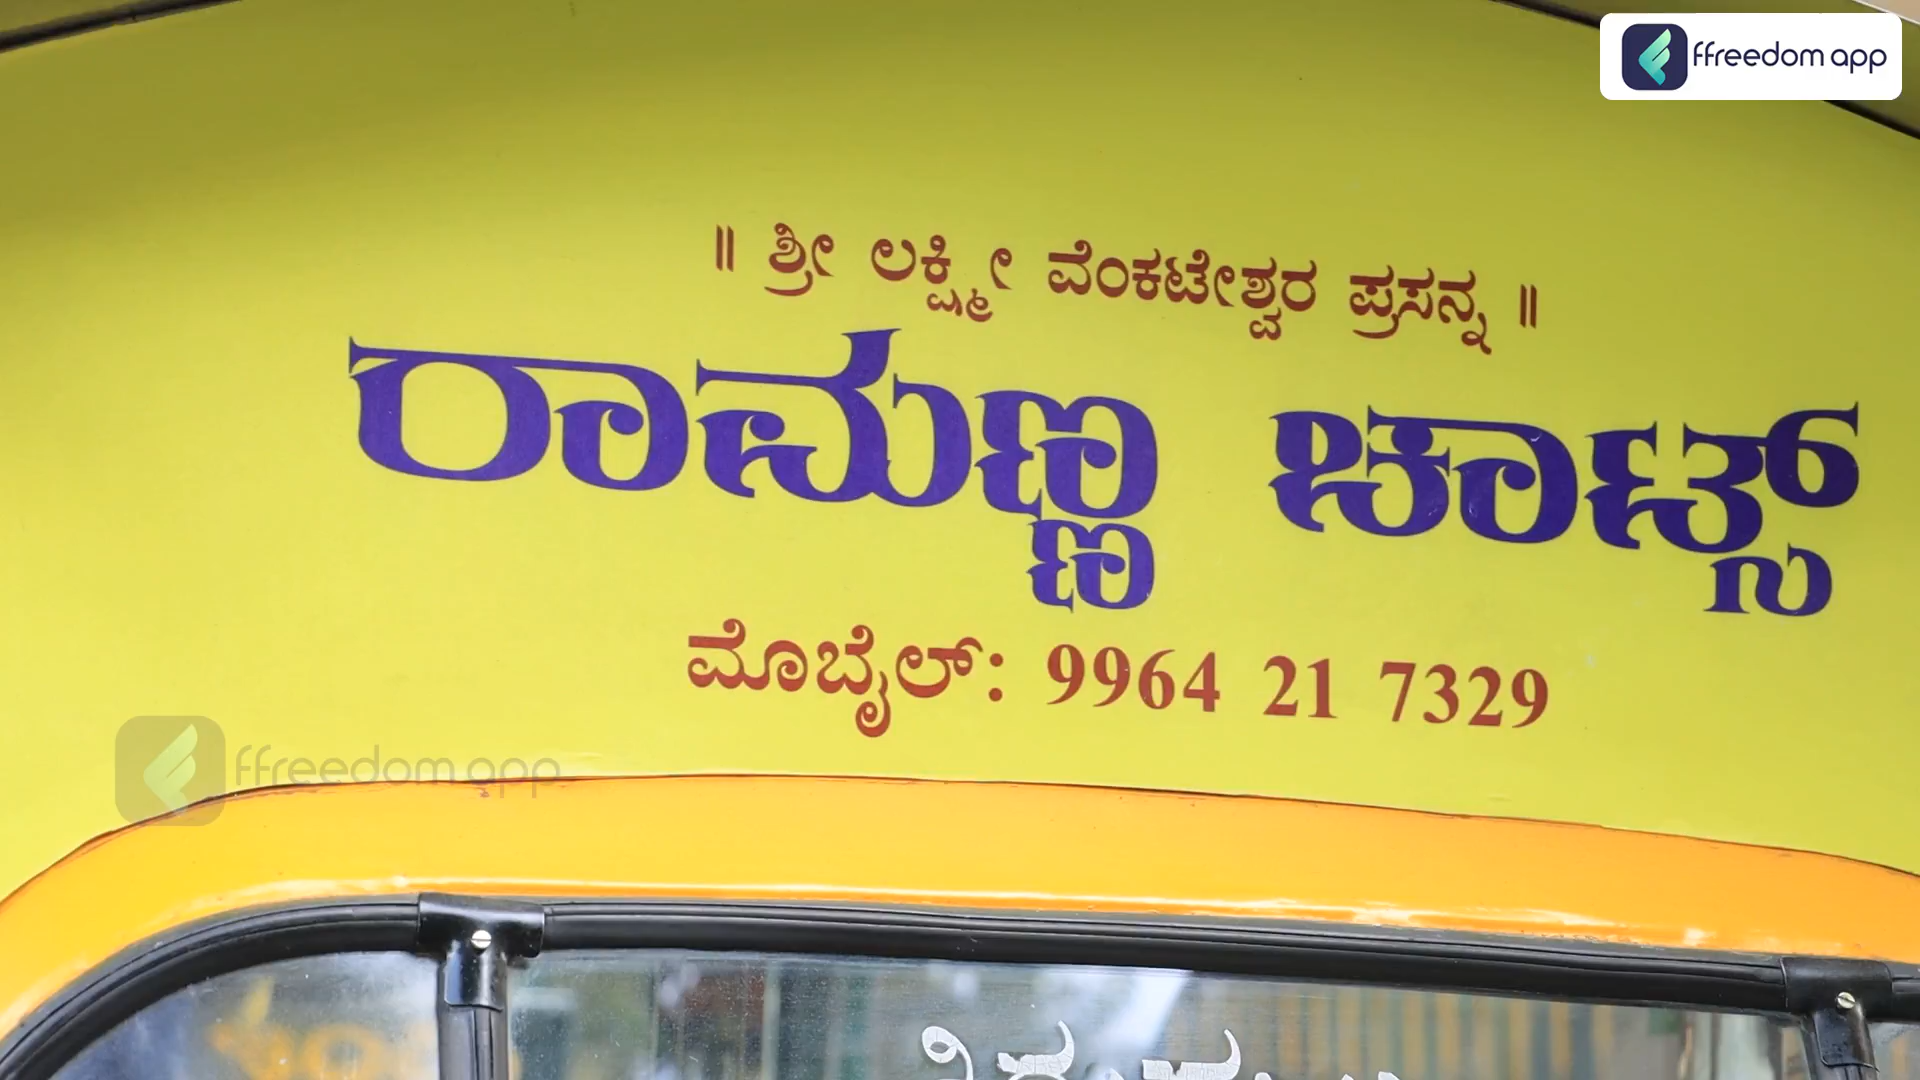 ffreedom app
॥ ಶ್ರೀ ಲಕ್ಷ್ಮೀ ವೆಂಕಟೇಶ್ವರ ಪ್ರಸನ್ನ ॥
ರಾಮಣ್ಣ ಚಾಟ್ಸ್
ಮೊಬೈಲ್: 9964 21 7329
ffreedom app